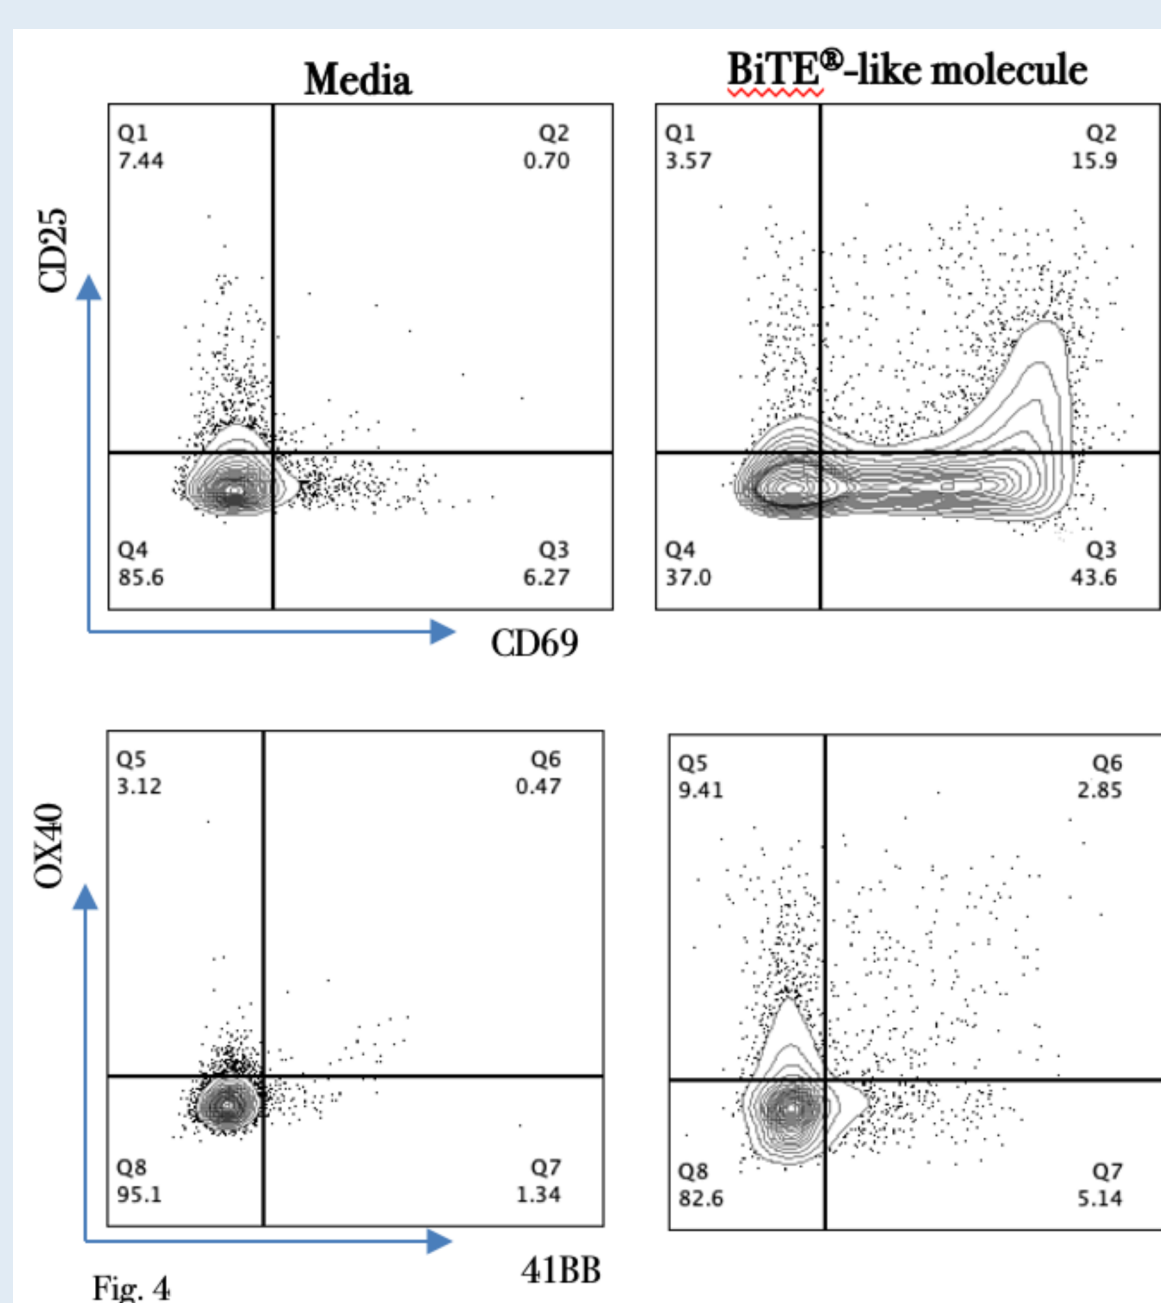 Media
BiTE®-like molecule
Q1
7.44
Q2
0.70
Q4
85.6
Q3
6.27
Q1
3.57
Q2
15.9
Q4
37.0
Q3
43.6
CD25
CD69
Q5
3.12
Q6
0.47
Q8
95.1
Q7
1.34
Q5
9.41
Q6
2.85
Q8
82.6
Q7
5.14
OX40
41BB
Fig. 4